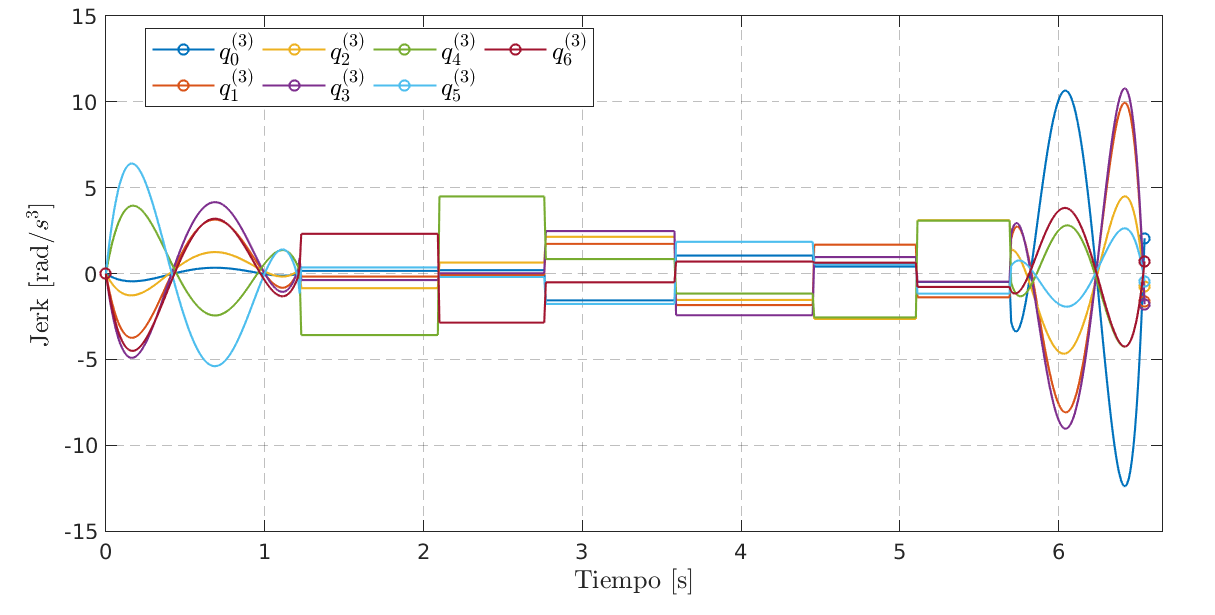 15
10
5
0
-5
-10
-15
Jerk [rad/s³]
q₀⁽³⁾ q₂⁽³⁾ q₄⁽³⁾ q₆⁽³⁾
q₁⁽³⁾ q₃⁽³⁾ q₅⁽³⁾
0 1 2 3 4 5 6
Tiempo [s]